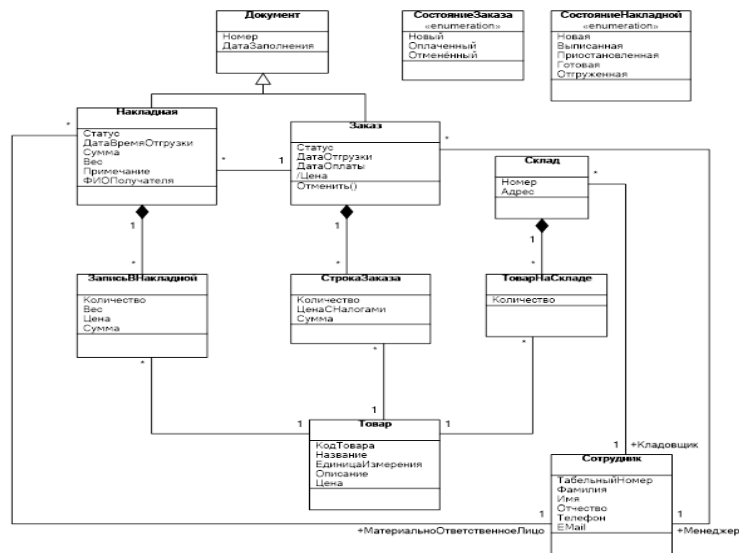 Документ
Номер
ДатаЗаполнения
СостояниеЗаказа
«enumeration»
Новый
Оплаченный
Отменённый
СостояниеНакладной
«enumeration»
Новая
Выписанная
Приостановленная
Готовая
Отгруженная
Накладная
Статус
ДатаВремяОтгрузки
Сумма
Вес
Примечание
ФИОПолучателя
Заказ
Статус
ДатаОтгрузки
ДатаОплаты
/Цена
Отменить()
Склад
Номер
Адрес
*
*
1
*
*
1
1
1
*
*
*
ЗаписьВНакладной
Количество
Вес
Цена
Сумма
СтрокаЗаказа
Количество
ЦенаСНалогами
Сумма
ТоварНаСкладе
Количество
*
*
*
1
1
1
Товар
КодТовара
Название
ЕдиницаИзмерения
Описание
Цена
1
+Кладовщик
Сотрудник
ТабельныйНомер
Фамилия
Имя
Отчество
Телефон
EMail
1
1
+МатериальноОтветственноеЛицо
+Менеджер